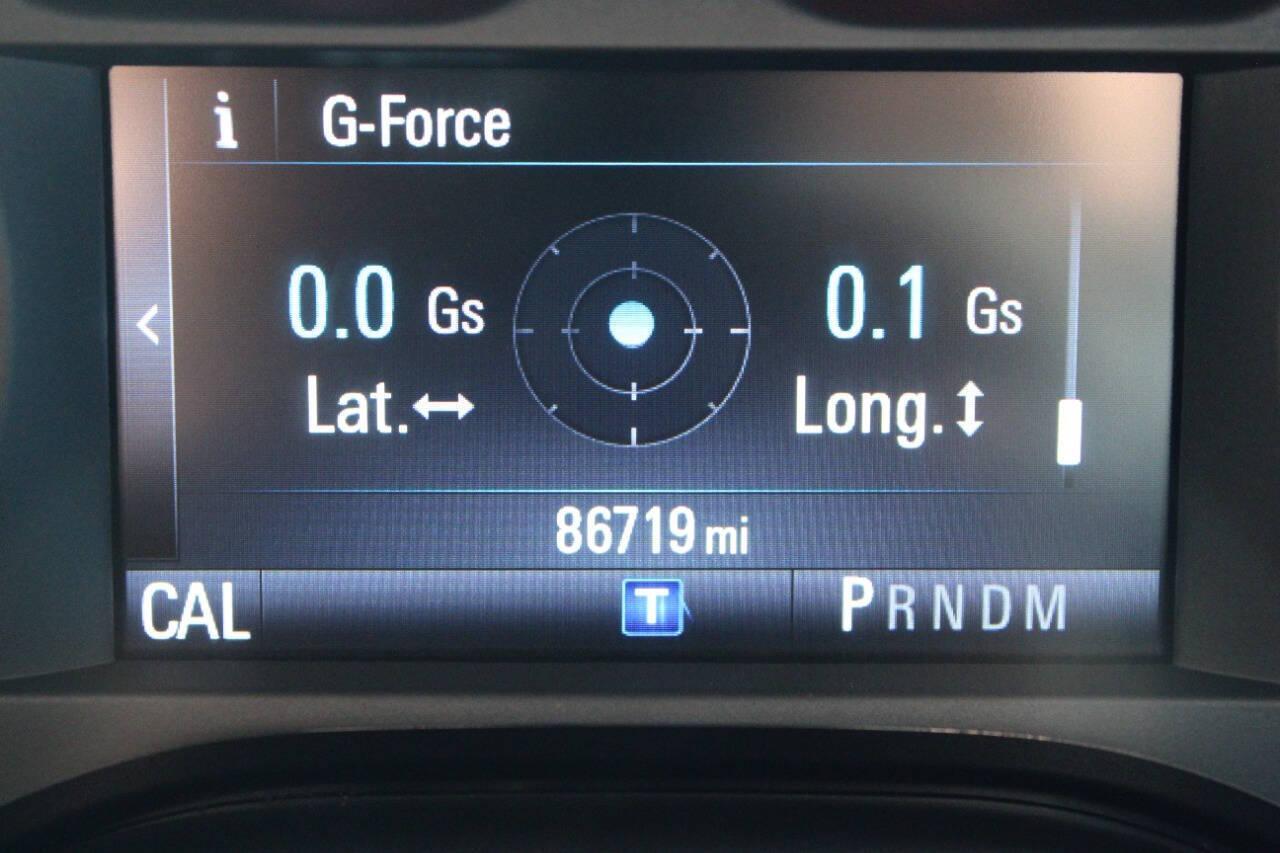 i G-Force
0.0 Gs 0.1 Gs
Lat. Long.
86719 mi
CAL T PRNDM